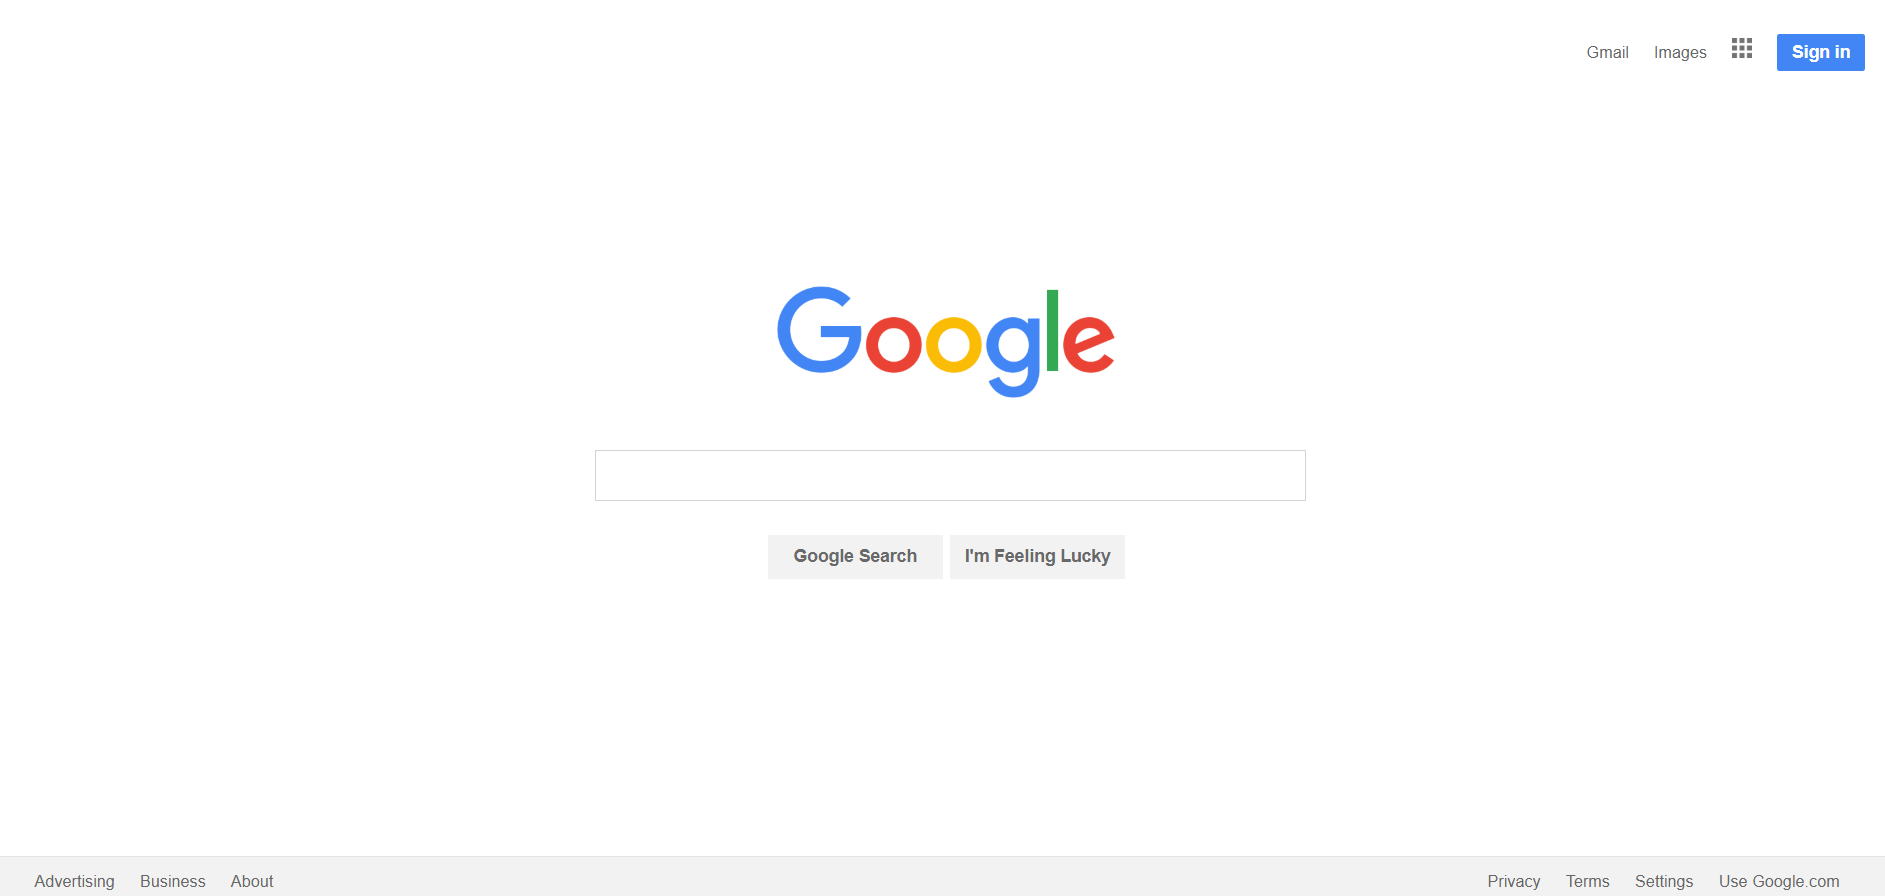 Gmail Images Sign in
Google
Google Search I'm Feeling Lucky
Advertising Business About Privacy Terms Settings Use Google.com